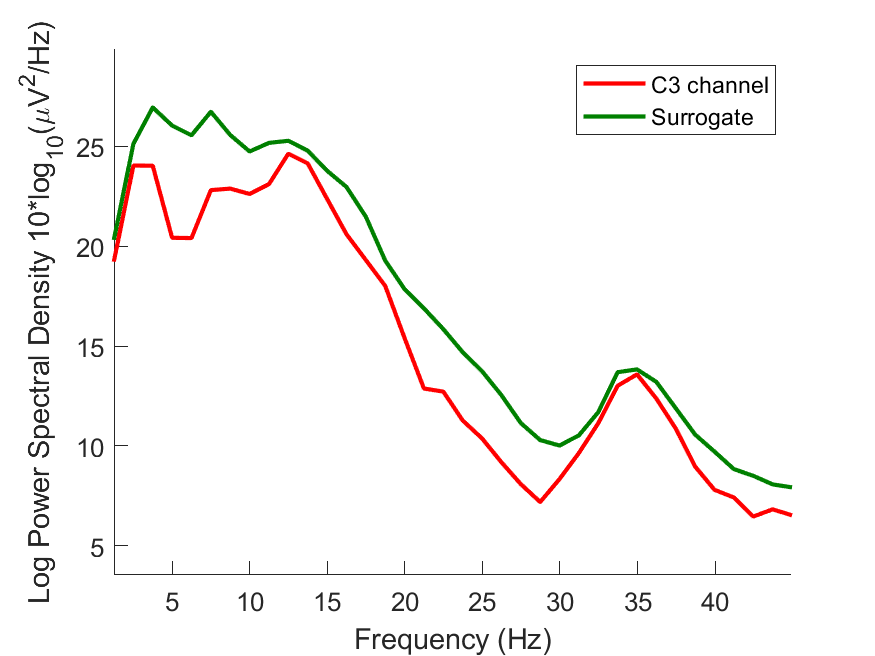 Log Power Spectral Density 10*log10(μV2/Hz)
C3 channel
Surrogate
25
20
15
10
5
5 10 15 20 25 30 35 40
Frequency (Hz)